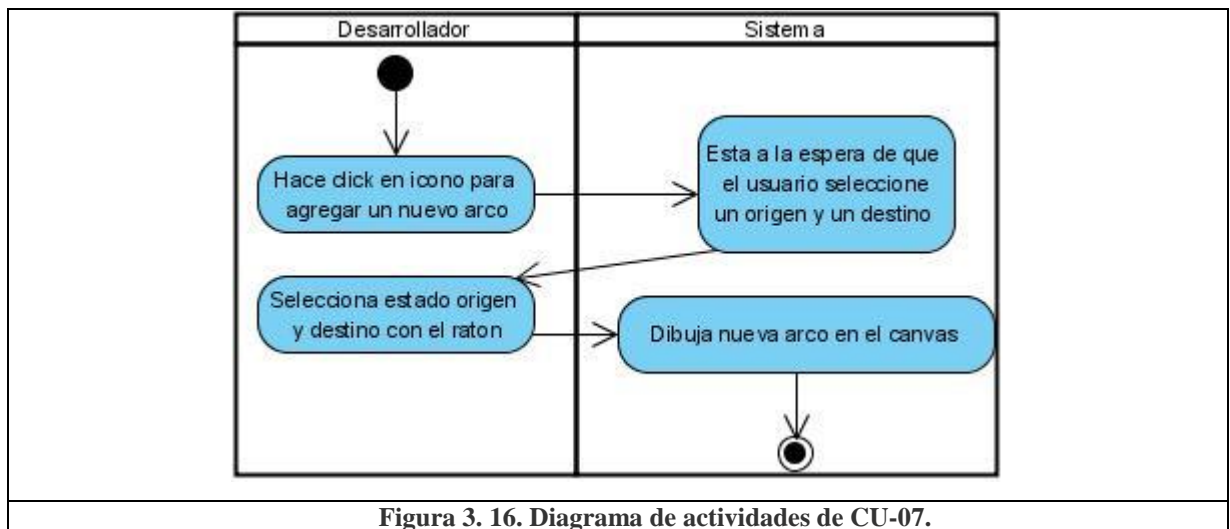 Desarrollador
Sistema
Hace click en icono para
agregar un nuevo arco
Esta a la espera de que
el usuario seleccione
un origen y un destino
Selecciona estado origen
y destino con el raton
Dibuja nueva arco en el canvas
Figura 3. 16. Diagrama de actividades de CU-07.